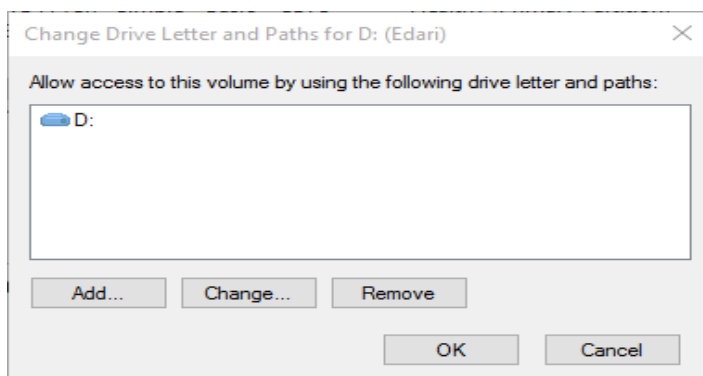 Change Drive Letter and Paths for D: (Edari)
Allow access to this volume by using the following drive letter and paths:
D:
Add... Change... Remove
OK Cancel